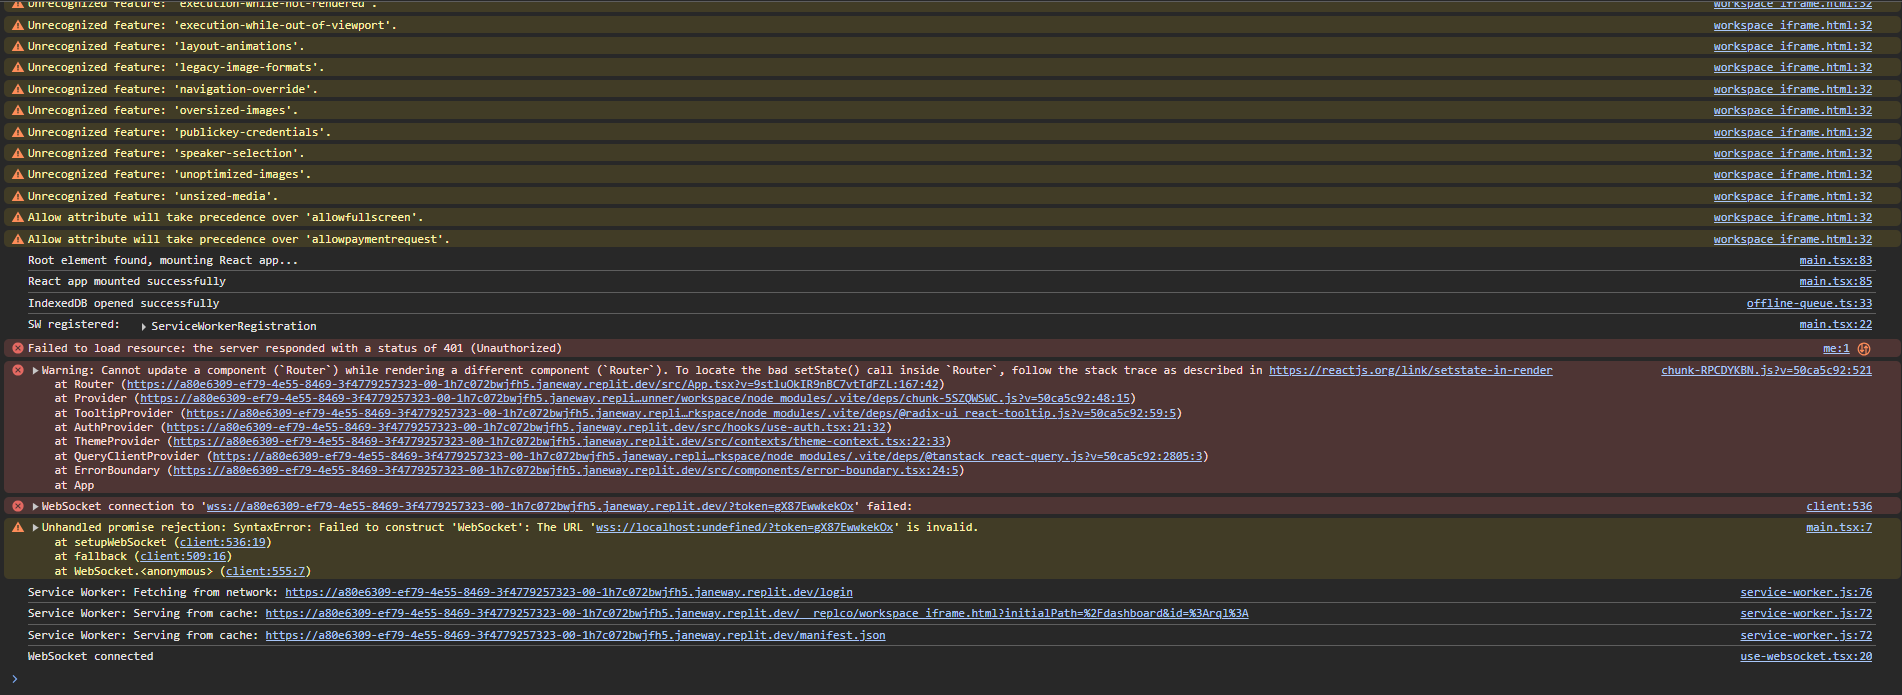 Unrecognized feature: 'execution-while-not-rendered'. workspace_iframe.html:32
Unrecognized feature: 'execution-while-out-of-viewport'. workspace_iframe.html:32
Unrecognized feature: 'layout-animations'. workspace_iframe.html:32
Unrecognized feature: 'legacy-image-formats'. workspace_iframe.html:32
Unrecognized feature: 'navigation-override'. workspace_iframe.html:32
Unrecognized feature: 'oversized-images'. workspace_iframe.html:32
Unrecognized feature: 'publickey-credentials'. workspace_iframe.html:32
Unrecognized feature: 'speaker-selection'. workspace_iframe.html:32
Unrecognized feature: 'unoptimized-images'. workspace_iframe.html:32
Unrecognized feature: 'unsized-media'. workspace_iframe.html:32
Allow attribute will take precedence over 'allowfullscreen'. workspace_iframe.html:32
Allow attribute will take precedence over 'allowpaymentrequest'. workspace_iframe.html:32
Root element found, mounting React app... main.tsx:83
React app mounted successfully main.tsx:85
IndexedDB opened successfully offline-queue.ts:33
SW registered: ServiceWorkerRegistration main.tsx:22
Failed to load resource: the server responded with a status of 401 (Unauthorized) me:1
Warning: Cannot update a component (`Router`) while rendering a different component (`Router`). To locate the bad setState() call inside `Router`, follow the stack trace as described in https://reactjs.org/link/setstate-in-render chunk-RPCDYKBN.js?v=50ca5c92:521
at Router (https://a80e6309-ef79-4e55-8469-3f4779257323-00-1h7c072bwjfh5.janeway.replit.dev/src/App.tsx?v=9stluOkIR9nBC7vtTdFZL:167:42)
at Provider (https://a80e6309-ef79-4e55-8469-3f4779257323-00-1h7c072bwjfh5.janeway.repli…unner/workspace/node_modules/.vite/deps/chunk-5SZQWSWC.js?v=50ca5c92:48:15)
at TooltipProvider (https://a80e6309-ef79-4e55-8469-3f4779257323-00-1h7c072bwjfh5.janeway.repli…rkspace/node_modules/.vite/deps/@radix-ui_react-tooltip.js?v=50ca5c92:59:5)
at AuthProvider (https://a80e6309-ef79-4e55-8469-3f4779257323-00-1h7c072bwjfh5.janeway.replit.dev/src/hooks/use-auth.tsx:21:32)
at ThemeProvider (https://a80e6309-ef79-4e55-8469-3f4779257323-00-1h7c072bwjfh5.janeway.replit.dev/src/contexts/theme-context.tsx:22:33)
at QueryClientProvider (https://a80e6309-ef79-4e55-8469-3f4779257323-00-1h7c072bwjfh5.janeway.repli…rkspace/node_modules/.vite/deps/@tanstack_react-query.js?v=50ca5c92:2805:3)
at ErrorBoundary (https://a80e6309-ef79-4e55-8469-3f4779257323-00-1h7c072bwjfh5.janeway.replit.dev/src/components/error-boundary.tsx:24:5)
at App
WebSocket connection to 'wss://a80e6309-ef79-4e55-8469-3f4779257323-00-1h7c072bwjfh5.janeway.replit.dev/?token=gX87EwwkekOx' failed: client:536
Unhandled promise rejection: SyntaxError: Failed to construct 'WebSocket': The URL 'wss://localhost:undefined/?token=gX87EwwkekOx' is invalid. main.tsx:7
at setupWebSocket (client:536:19)
at fallback (client:509:16)
at WebSocket.<anonymous> (client:555:7)
Service Worker: Fetching from network: https://a80e6309-ef79-4e55-8469-3f4779257323-00-1h7c072bwjfh5.janeway.replit.dev/login service-worker.js:76
Service Worker: Serving from cache: https://a80e6309-ef79-4e55-8469-3f4779257323-00-1h7c072bwjfh5.janeway.replit.dev/__replco/workspace_iframe.html?initialPath=%2Fdashboard&id=%3Arql%3A service-worker.js:72
Service Worker: Serving from cache: https://a80e6309-ef79-4e55-8469-3f4779257323-00-1h7c072bwjfh5.janeway.replit.dev/manifest.json service-worker.js:72
WebSocket connected use-websocket.tsx:20